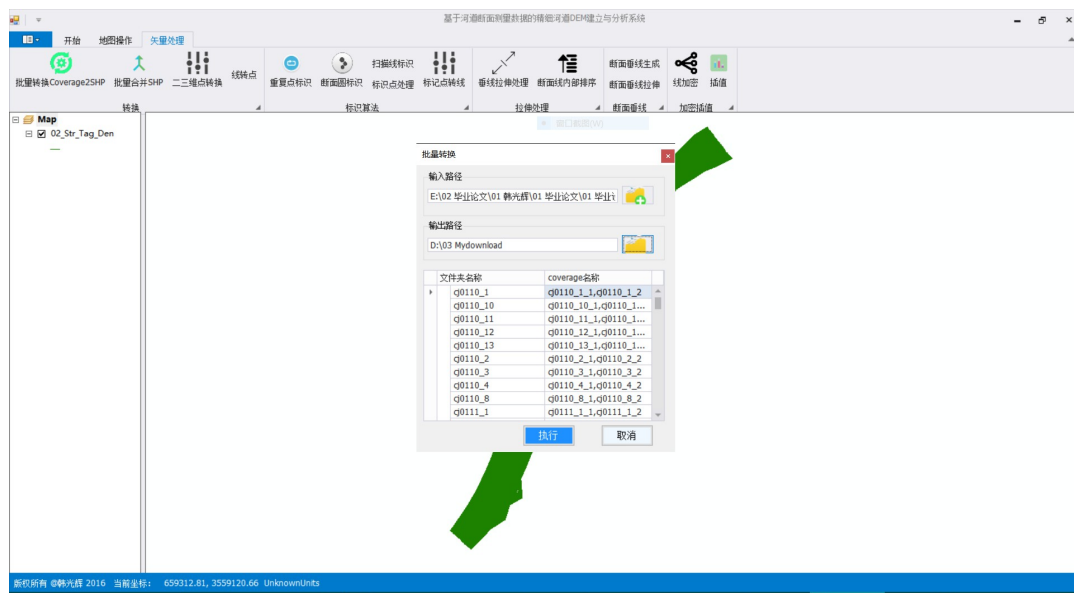 基于河道断面测量数据的精细河道DEM建立与分析系统
开始 地图操作 矢量处理
批量转换Coverage2SHP 批量合并SHP 二三维点转换 线转点 重复点标识 断面圈标识 扫描线标识 标识点处理 标记点转线 垂线拉伸处理 断面线内部排序 断面垂线生成 断面垂线拉伸 线加密 插值
转换 标识算法 拉伸处理 断面垂线 加密插值
Map
02_Str_Tag_Den
窗口截图(W)
批量转换
输入路径
E:\02 毕业论文\01 韩光辉\01 毕业论文\01 毕业
输出路径
D:\03 Mydownload
文件夹名称 coverage名称
cj0110_1 cj0110_1_1,cj0110_1_2
cj0110_10 cj0110_10_1,cj0110_1...
cj0110_11 cj0110_11_1,cj0110_1...
cj0110_12 cj0110_12_1,cj0110_1...
cj0110_13 cj0110_13_1,cj0110_1...
cj0110_2 cj0110_2_1,cj0110_2_2
cj0110_3 cj0110_3_1,cj0110_3_2
cj0110_4 cj0110_4_1,cj0110_4_2
cj0110_8 cj0110_8_1,cj0110_8_2
cj0111_1 cj0111_1_1,cj0111_1_2
执行 取消
版权所有 @韩光辉 2016 当前坐标: 659312.81, 3559120.66 UnknownUnits